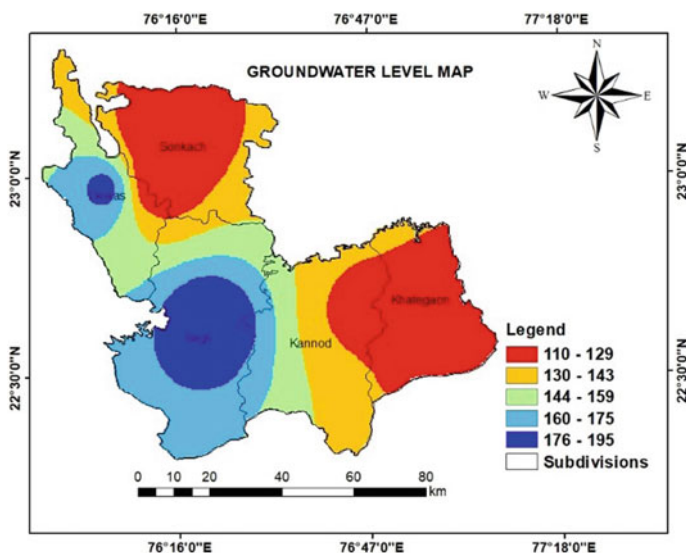 76°16'0"E 76°47'0"E 77°18'0"E
GROUNDWATER LEVEL MAP
N
W E
S
Sonkach
23°0'0"N 23°0'0"N
Khategaon
Kannod
22°30'0"N 22°30'0"N
Legend
110 - 129
130 - 143
144 - 159
160 - 175
176 - 195
Subdivisions
0 10 20 40 60 80
km
76°16'0"E 76°47'0"E 77°18'0"E